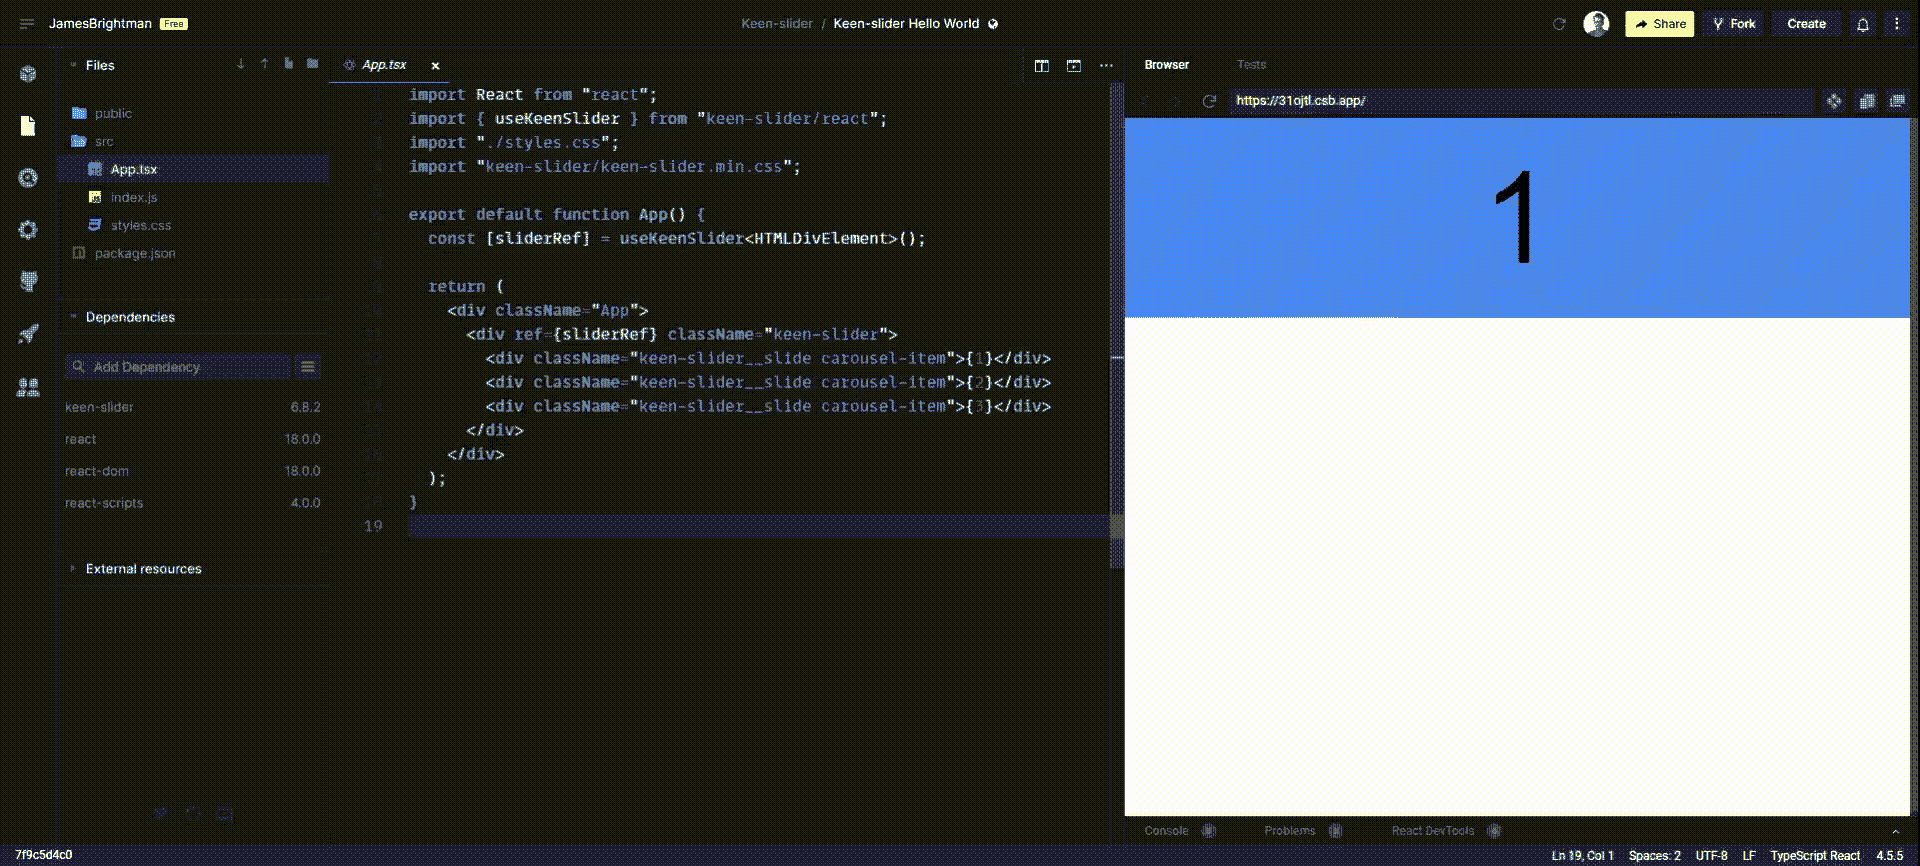 JamesBrightman Free
Keen-slider / Keen-slider Hello World
Share Fork Create
Files
public
src
App.tsx
index.js
styles.css
package.json
Dependencies
Add Dependency
keen-slider 6.8.2
react 18.0.0
react-dom 18.0.0
react-scripts 4.0.0
External resources
App.tsx ×
import React from "react";
import { useKeenSlider } from "keen-slider/react";
import "./styles.css";
import "keen-slider/keen-slider.min.css";
export default function App() {
const [sliderRef] = useKeenSlider<HTMLDivElement>();
return (
<div className="App">
<div ref={sliderRef} className="keen-slider">
<div className="keen-slider__slide carousel-item">{1}</div>
<div className="keen-slider__slide carousel-item">{2}</div>
<div className="keen-slider__slide carousel-item">{3}</div>
</div>
</div>
);
}
19
Browser Tests
https://31ojtl.csb.app/
1
Console Problems React DevTools
7f9c5d4c0
Ln 19, Col 1 Spaces: 2 UTF-8 LF TypeScript React 4.5.5